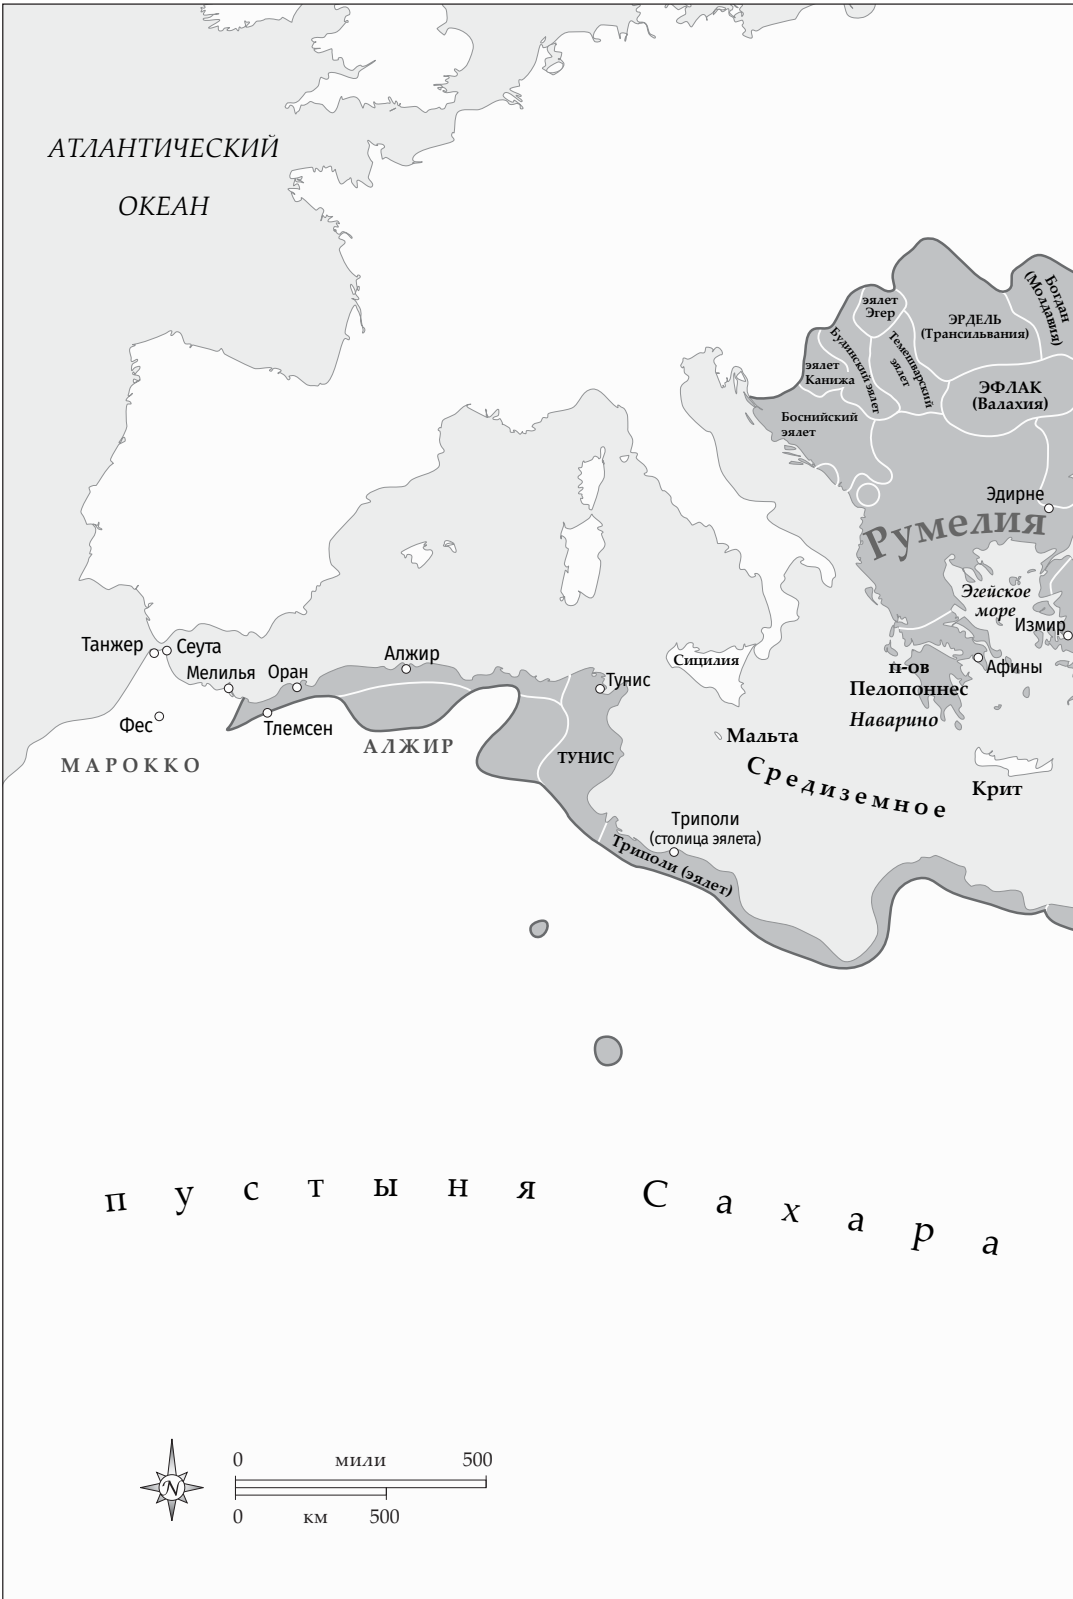 АТЛАНТИЧЕСКИЙ
ОКЕАН
эялет
Эгер
Богдан
(Молдавия)
ЭРДЕЛЬ
(Трансильвания)
Будинский эялет
Темешварский
эялет
эялет
Канижа
ЭФЛАК
(Валахия)
Боснийский
эялет
Эдирне
Румелия
Эгейское
море
Измир
Танжер
Сеута
Мелилья
Оран
Алжир
Тунис
Сицилия
п-ов
Пелопоннес
Афины
Наварино
Фес
Тлемсен
МАРОККО
АЛЖИР
ТУНИС
Мальта
Средиземное
Крит
Триполи
(столица эялета)
Триполи (эялет)
пустыня Сахара
N
0 мили 500
0 км 500